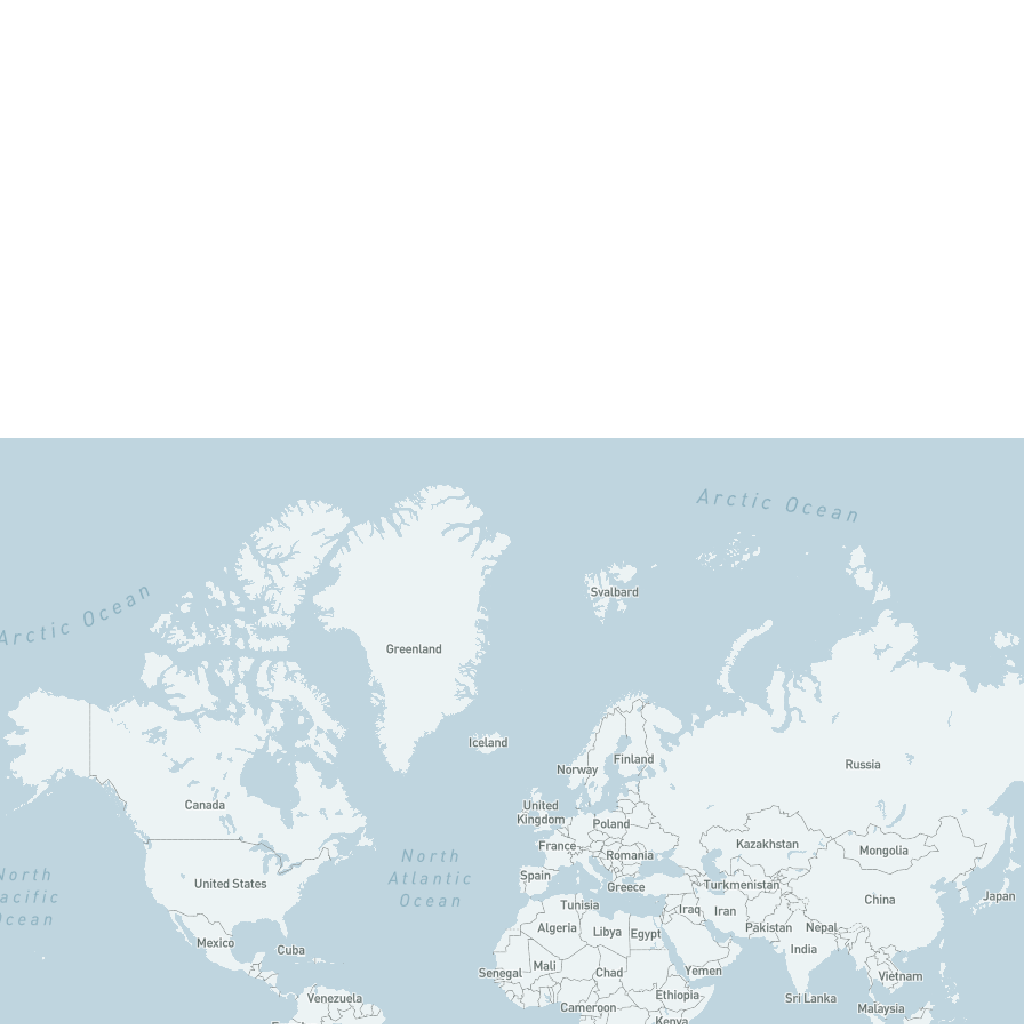 Arctic Ocean
Svalbard
Arctic Ocean
Greenland
Iceland
Finland
Norway
Russia
Canada
United
Kingdom
Poland
Kazakhstan
France
Mongolia
Romania
North
Atlantic
Ocean
North
acific
cean
Spain
United States
Greece
Turkmenistan
China
Japan
Tunisia
Iraq
Iran
Algeria
Libya
Egypt
Pakistan
Nepal
Mexico
Cuba
India
Senegal
Mali
Chad
Yemen
Vietnam
Venezuela
Ethiopia
Sri Lanka
Cameroon
Malaysia
Kenya